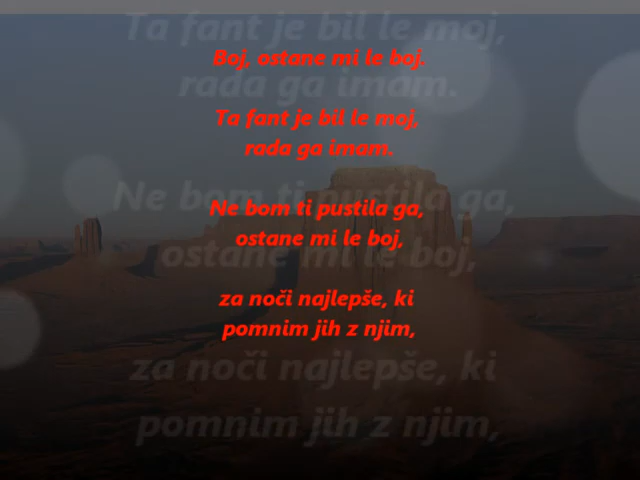 Ta fant je bil le moj,
Boj, ostane mi le boj.
rada ga imam.
Ta fant je bil le moj,
rada ga imam.
Ne bom ti pustila ga,
Ne bom ti pustila ga,
ostane mi le boj,
ostane mi le boj,
za noči najlepše, ki
pomnim jih z njim,
za noči najlepše, ki
pomnim jih z njim,